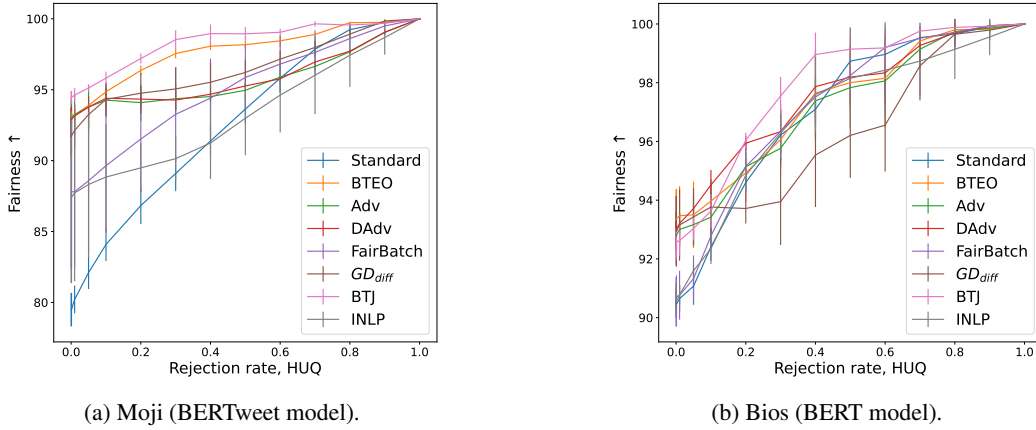 Fairness ↑
100
95
90
85
80
0.0 0.2 0.4 0.6 0.8 1.0
Rejection rate, HUQ
Standard
BTEO
Adv
DAdv
FairBatch
GD_diff
BTJ
INLP
(a) Moji (BERTweet model).
Fairness ↑
100
98
96
94
92
90
0.0 0.2 0.4 0.6 0.8 1.0
Rejection rate, HUQ
Standard
BTEO
Adv
DAdv
FairBatch
GD_diff
BTJ
INLP
(b) Bios (BERT model).